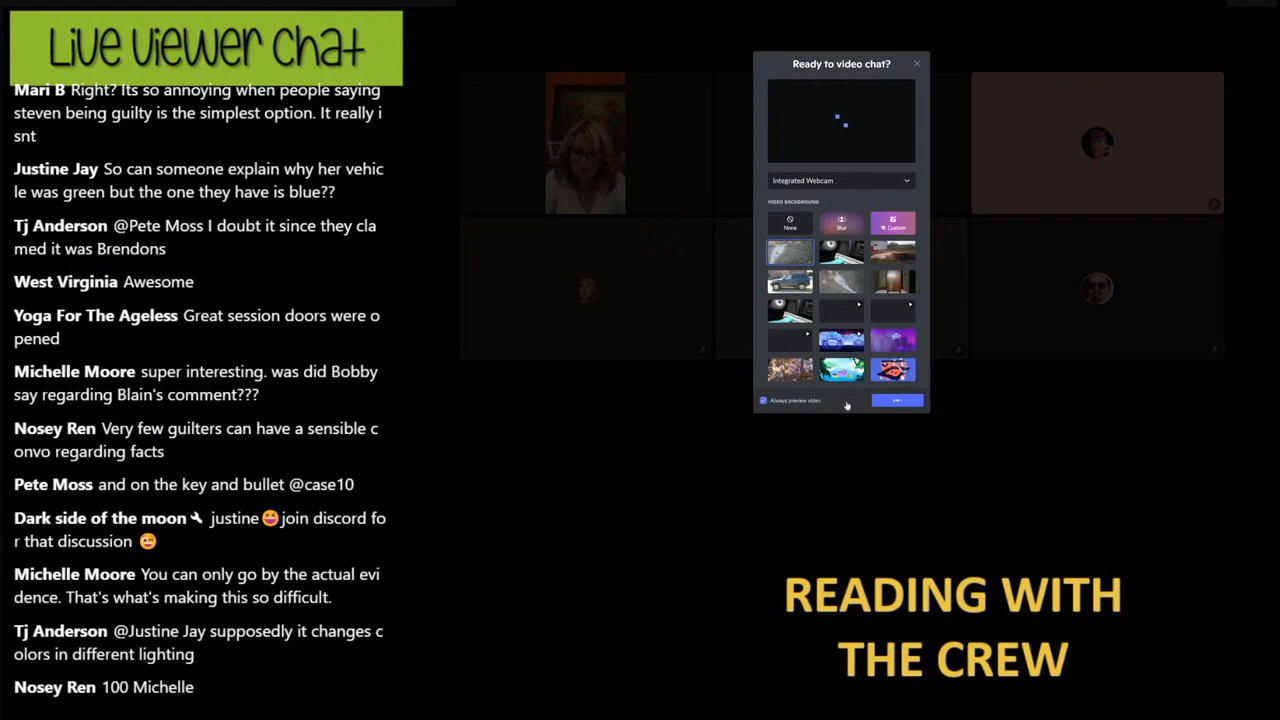 Live Viewer Chat
Mari B Right? Its so annoying when people saying
steven being guilty is the simplest option. It really i
snt
Justine Jay So can someone explain why her vehic
le was green but the one they have is blue??
Tj Anderson @Pete Moss I doubt it since they cla
med it was Brendons
West Virginia Awesome
Yoga For The Ageless Great session doors were o
pened
Michelle Moore super interesting. was did Bobby
say regarding Blain's comment???
Nosey Ren Very few guilters can have a sensible c
onvo regarding facts
Pete Moss and on the key and bullet @case10
Dark side of the moon justine😆join discord fo
r that discussion 😜
Michelle Moore You can only go by the actual evi
dence. That's what's making this so difficult.
Tj Anderson @Justine Jay supposedly it changes c
olors in different lighting
Nosey Ren 100 Michelle
Ready to video chat?
Integrated Webcam
VIDEO BACKGROUND
None
Blur
Custom
Always preview video
READING WITH
THE CREW